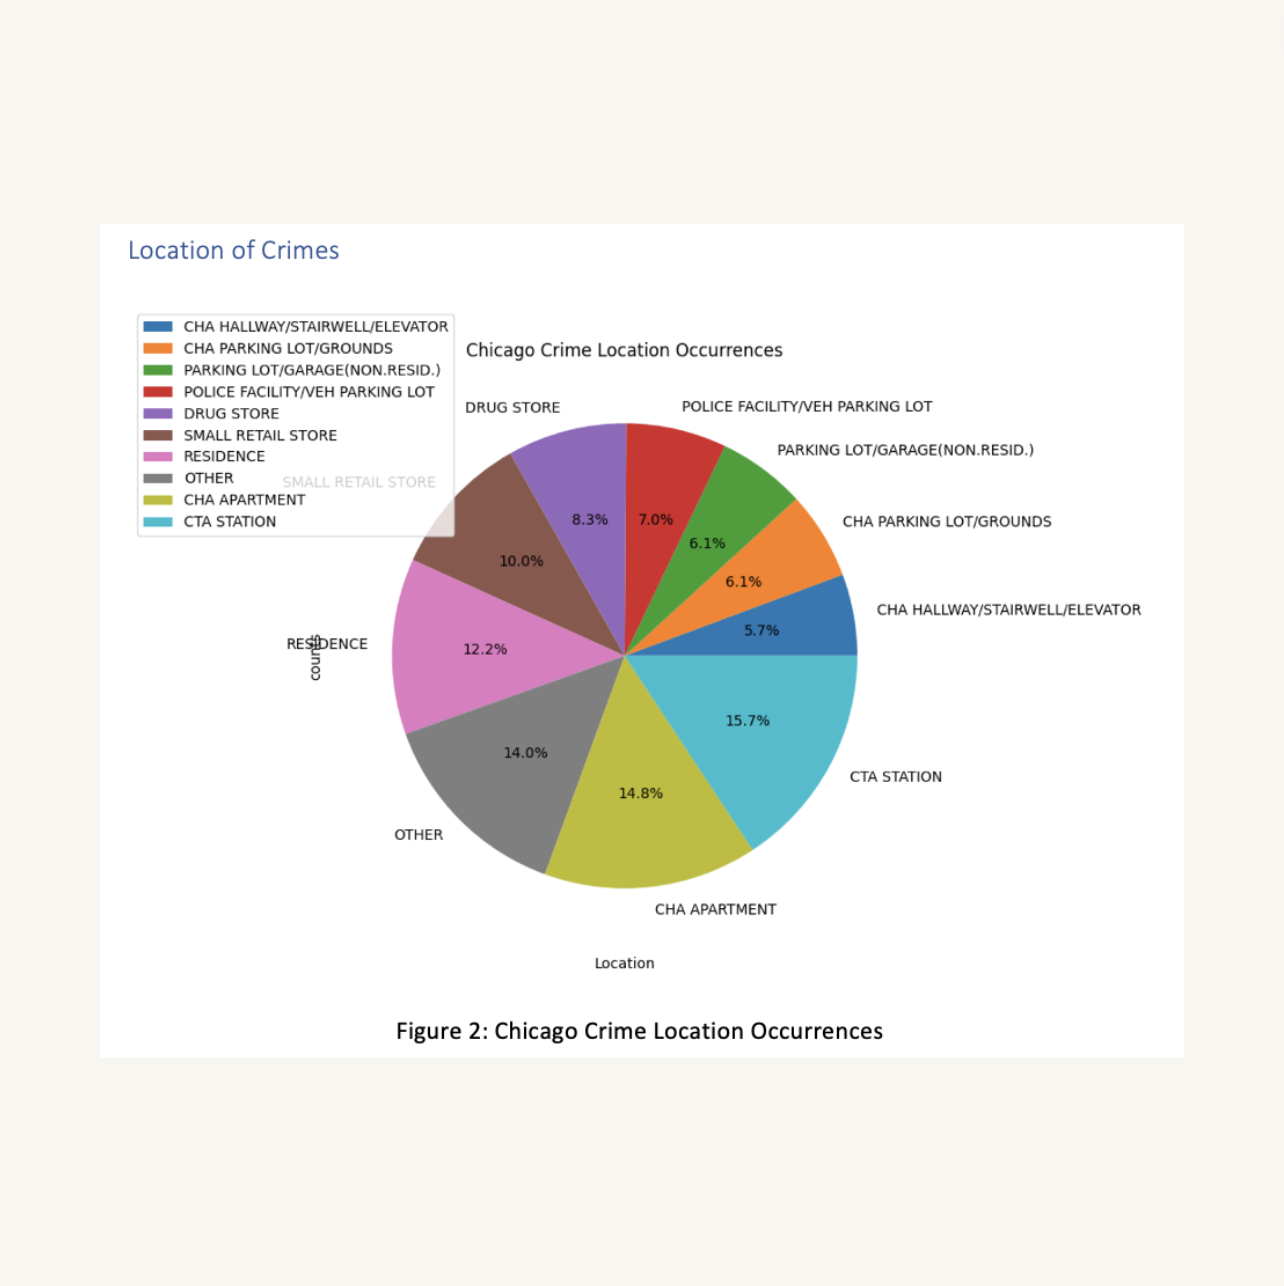 Location of Crimes
CHA HALLWAY/STAIRWELL/ELEVATOR
CHA PARKING LOT/GROUNDS
PARKING LOT/GARAGE(NON.RESID.)
POLICE FACILITY/VEH PARKING LOT
DRUG STORE
SMALL RETAIL STORE
RESIDENCE
OTHER
CHA APARTMENT
CTA STATION
Chicago Crime Location Occurrences
DRUG STORE
POLICE FACILITY/VEH PARKING LOT
PARKING LOT/GARAGE(NON.RESID.)
SMALL RETAIL STORE
CHA PARKING LOT/GROUNDS
CHA HALLWAY/STAIRWELL/ELEVATOR
RESIDENCE
counts
OTHER
CTA STATION
CHA APARTMENT
8.3%
7.0%
6.1%
10.0%
6.1%
5.7%
12.2%
15.7%
14.0%
14.8%
Location
Figure 2: Chicago Crime Location Occurrences